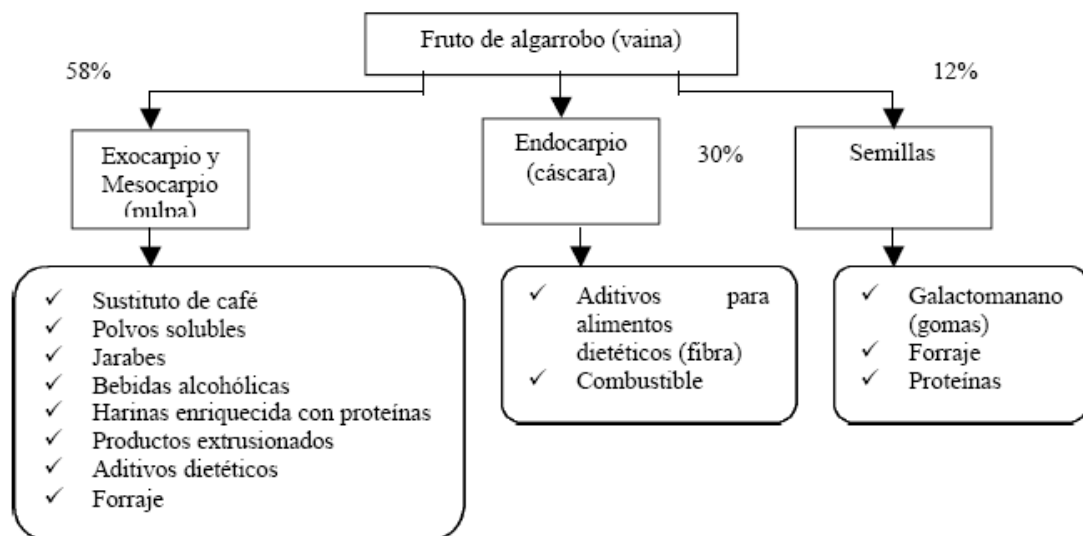 Fruto de algarrobo (vaina)
58%
12%
Exocarpio y
Mesocarpio
(pulpa)
Endocarpio
(cáscara)
30%
Semillas
✓ Sustituto de café
✓ Polvos solubles
✓ Jarabes
✓ Bebidas alcohólicas
✓ Harinas enriquecida con proteínas
✓ Productos extrusionados
✓ Aditivos dietéticos
✓ Forraje
✓ Aditivos para
alimentos
dietéticos (fibra)
✓ Combustible
✓ Galactomanano
(gomas)
✓ Forraje
✓ Proteínas